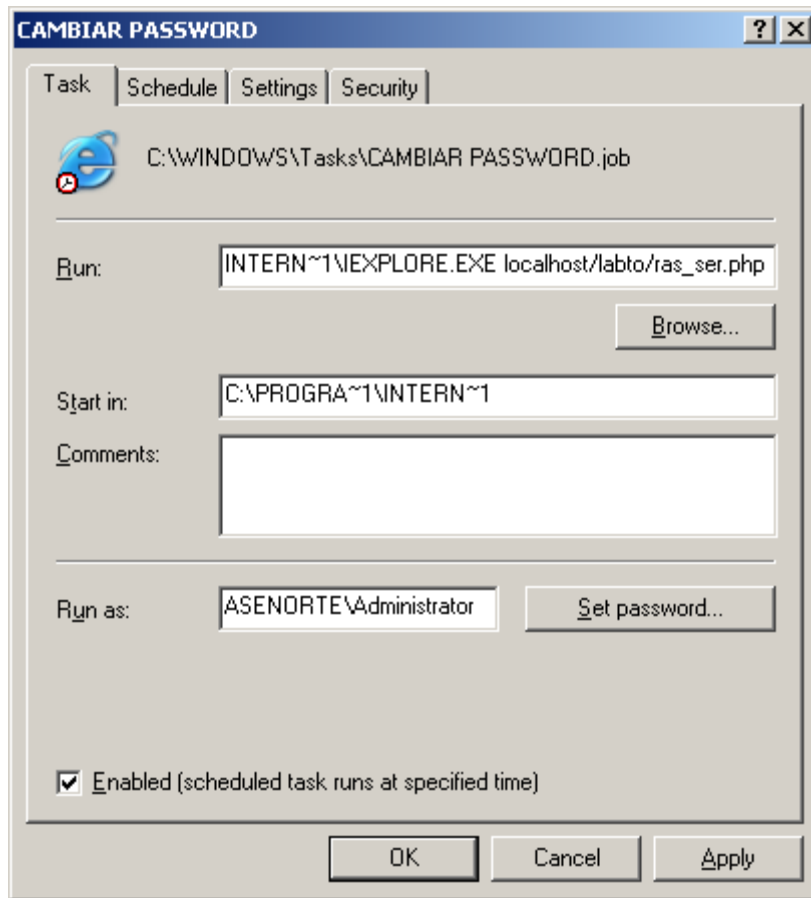 CAMBIAR PASSWORD
Task Schedule Settings Security
C:\WINDOWS\Tasks\CAMBIAR PASSWORD.job
Run: INTERN~1\IEXPLORE.EXE localhost/labto/ras_ser.php
Browse...
Start in: C:\PROGRA~1\INTERN~1
Comments:
Run as: ASENORTE\Administrator Set password...
Enabled (scheduled task runs at specified time)
OK Cancel Apply